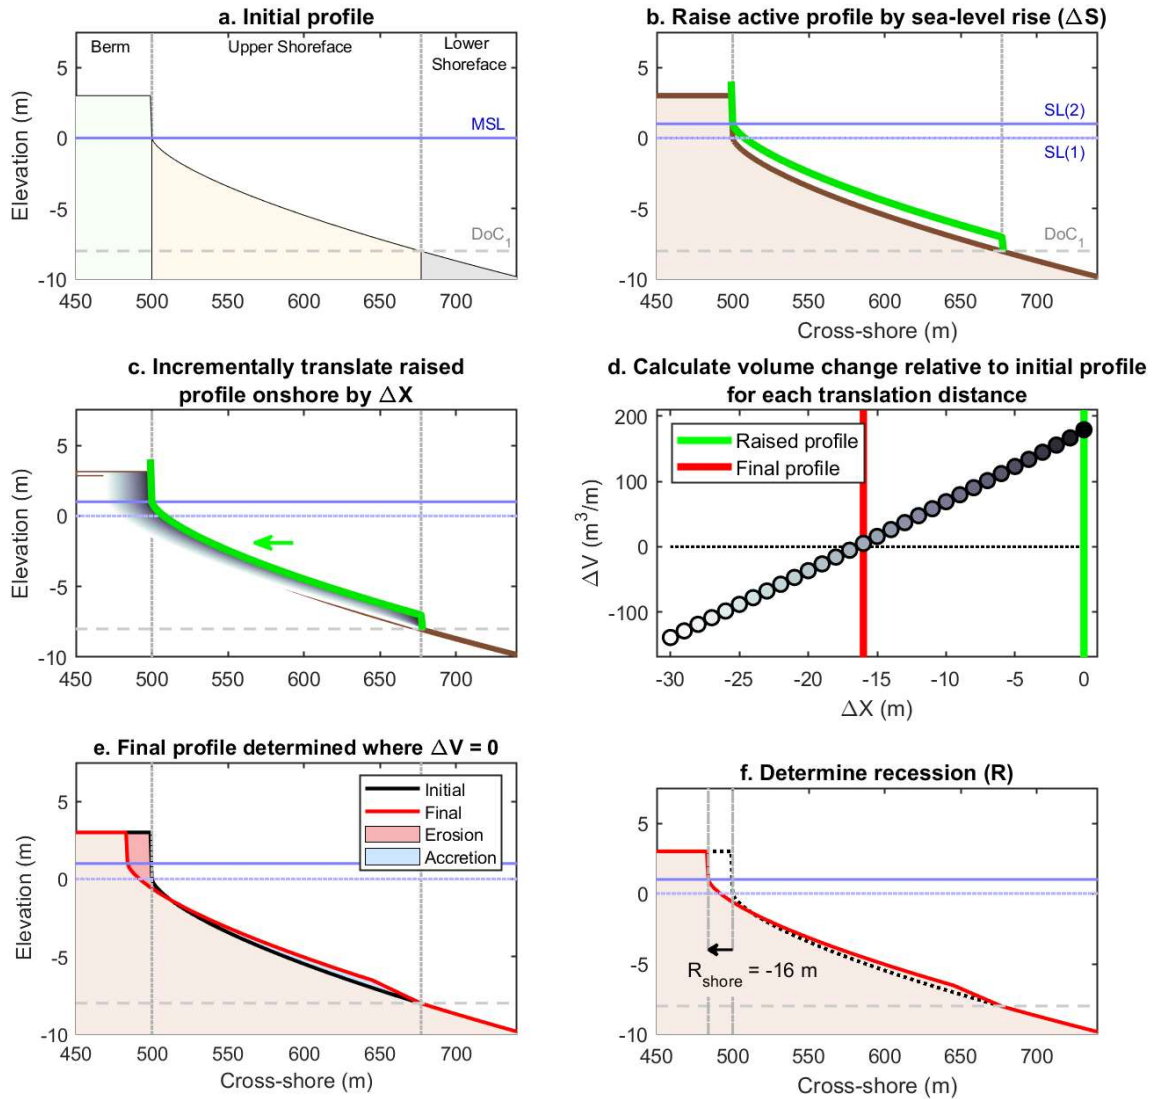 a. Initial profile
Berm
Upper Shoreface
Lower
Shoreface
5
MSL
0
Elevation (m)
-5
DoC1
-10
450 500 550 600 650 700
b. Raise active profile by sea-level rise (ΔS)
5
SL(2)
0
SL(1)
-5
DoC1
-10
450 500 550 600 650 700
Cross-shore (m)
c. Incrementally translate raised
profile onshore by ΔX
5
0
Elevation (m)
-5
-10
450 500 550 600 650 700
d. Calculate volume change relative to initial profile
for each translation distance
200
Raised profile
Final profile
100
ΔV (m³/m)
0
-100
-30 -25 -20 -15 -10 -5 0
ΔX (m)
e. Final profile determined where ΔV = 0
Initial
Final
Erosion
Accretion
5
0
Elevation (m)
-5
-10
450 500 550 600 650 700
Cross-shore (m)
f. Determine recession (R)
5
0
-5
Rshore = -16 m
-10
450 500 550 600 650 700
Cross-shore (m)